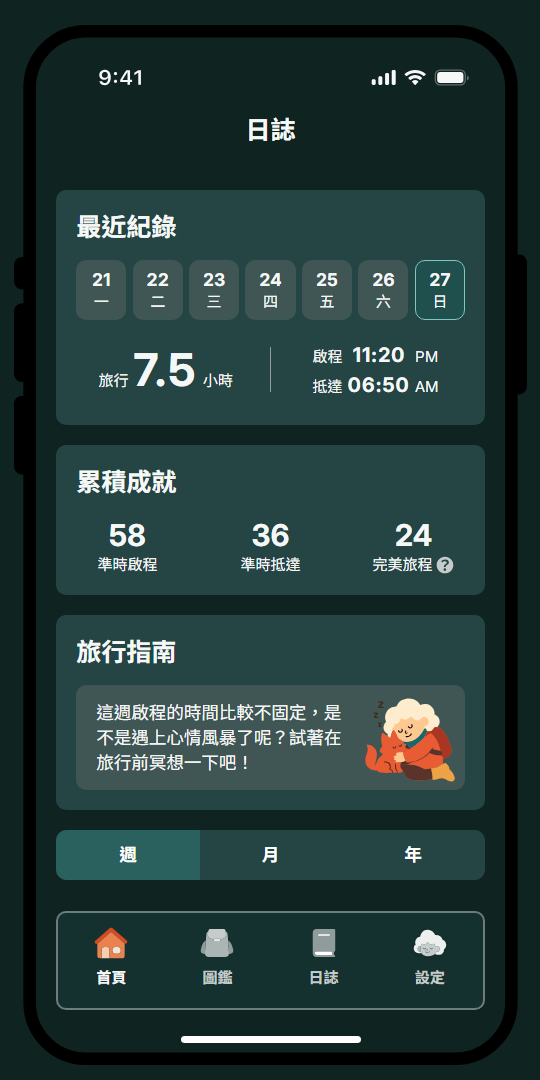 9:41
日誌
最近紀錄
21 22 23 24 25 26 27
一 二 三 四 五 六 日
旅行 7.5 小時
啟程 11:20 PM
抵達 06:50 AM
累積成就
58 36 24
準時啟程 準時抵達 完美旅程 ?
旅行指南
這週啟程的時間比較不固定，是
不是遇上心情風暴了呢？試著在
旅行前冥想一下吧！
z
z
z
週 月 年
首頁 圖鑑 日誌 設定